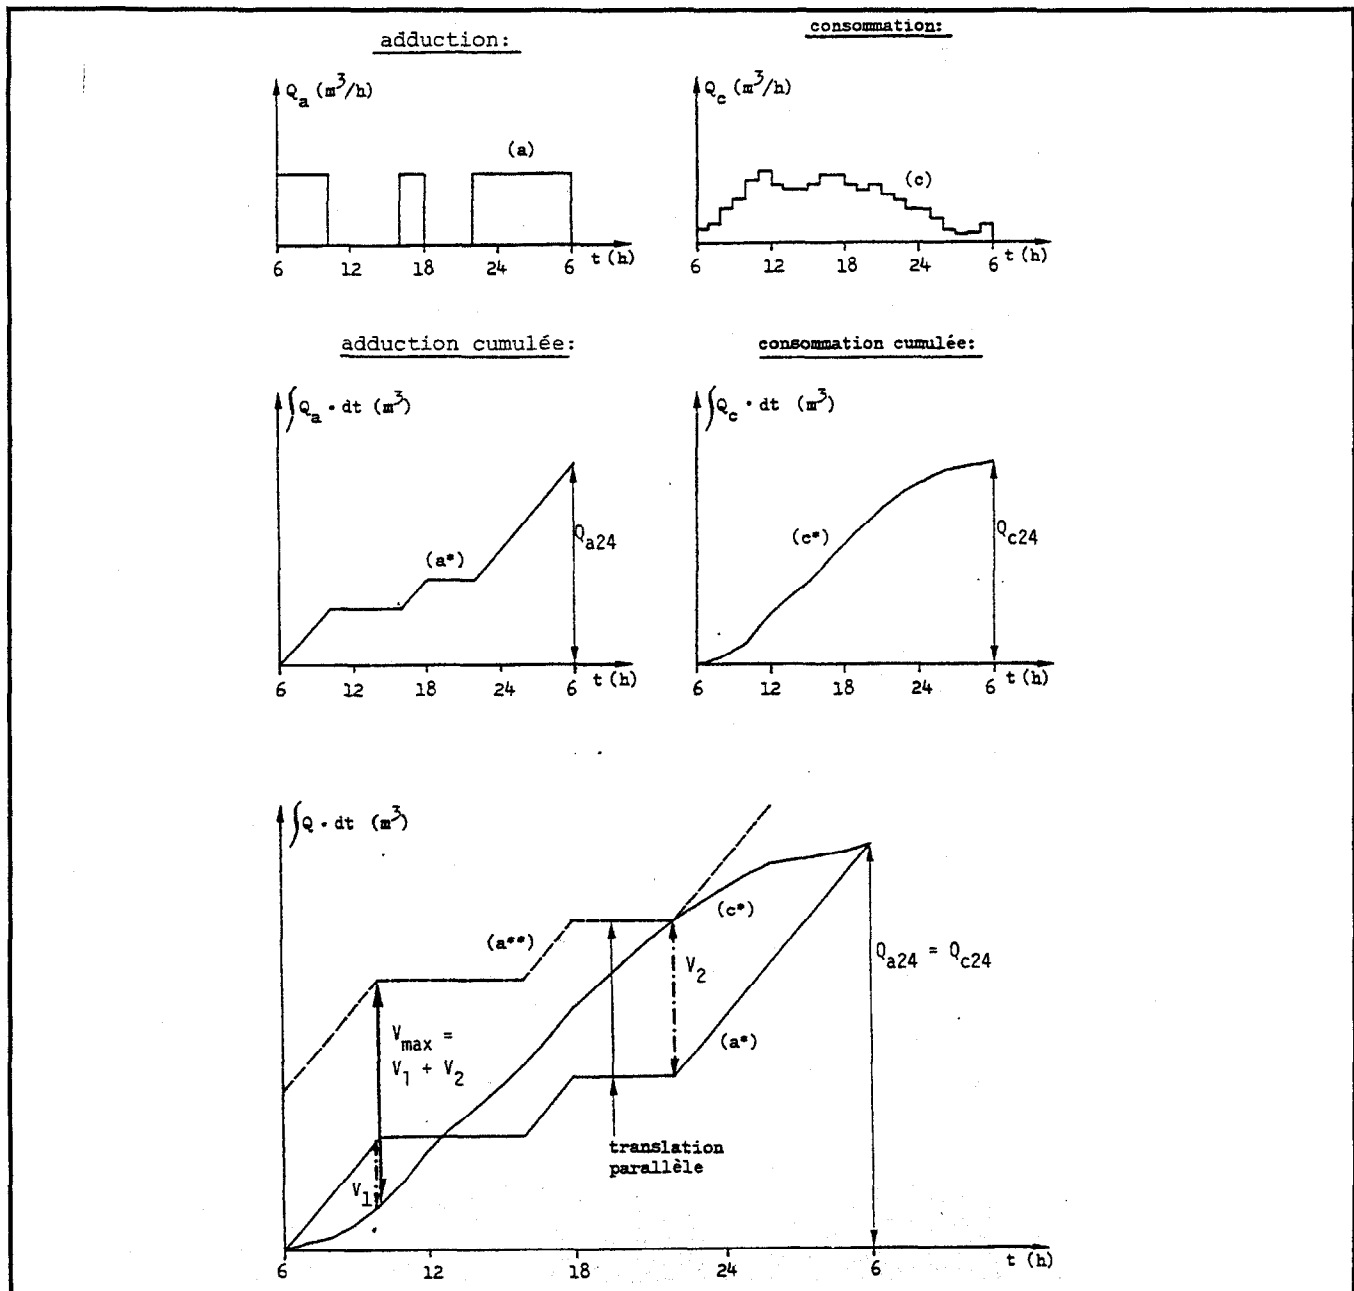 adduction:
consommation:
Qa (m³/h)
(a)
6 12 18 24 6 t (h)
Qc (m³/h)
(c)
6 12 18 24 6 t (h)
adduction cumulée:
consommation cumulée:
∫Qa · dt (m³)
(a*)
Qa24
6 12 18 24 6 t (h)
∫Qc · dt (m³)
(c*)
Qc24
6 12 18 24 6 t (h)
∫Q · dt (m³)
(a**)
(c*)
V2
Qa24 = Qc24
Vmax =
V1 + V2
(a*)
translation
parallèle
V1
6 12 18 24 6 t (h)